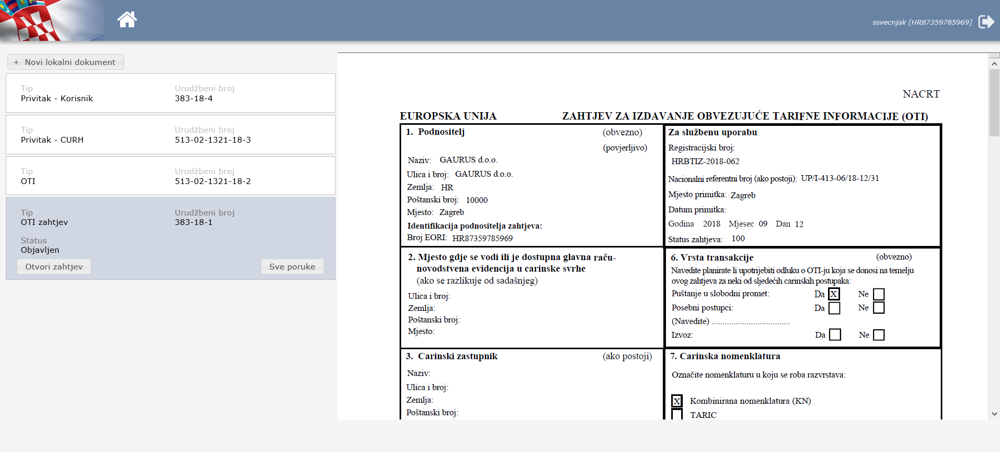 ssvecnjak [HR87359785969]
+ Novi lokalni dokument
Tip Urudžbeni broj
Privitak - Korisnik 383-18-4
Tip Urudžbeni broj
Privitak - CURH 513-02-1321-18-3
Tip Urudžbeni broj
OTI 513-02-1321-18-2
Tip Urudžbeni broj
OTI zahtjev 383-18-1
Status
Objavljen
Otvori zahtjev Sve poruke
NACRT
EUROPSKA UNIJA ZAHTJEV ZA IZDAVANJE OBVEZUJUĆE TARIFNE INFORMACIJE (OTI)
1. Podnositelj (obvezno)
(povjerljivo)
Naziv: GAURUS d.o.o.
Ulica i broj: GAURUS d.o.o.
Zemlja: HR
Poštanski broj: 10000
Mjesto: Zagreb
Identifikacija podnositelja zahtjeva:
Broj EORI: HR87359785969
Za službenu uporabu
Registracijski broj:
HRBTIZ-2018-062
Nacionalni referentni broj (ako postoji): UP/I-413-06/18-12/31
Mjesto primitka: Zagreb
Datum primitka:
Godina 2018 Mjesec 09 Dan 12
Status zahtjeva: 100
2. Mjesto gdje se vodi ili je dostupna glavna raču-
novodstvena evidencija u carinske svrhe
(ako se razlikuje od sadašnjeg)
Ulica i broj:
Zemlja:
Poštanski broj:
Mjesto:
6. Vrsta transakcije (obvezno)
Navedite planirate li upotrijebiti odluku o OTI-ju koja se donosi na temelju
ovog zahtjeva za neki od sljedećih carinskih postupaka:
Puštanje u slobodni promet: Da X Ne
Posebni postupci: Da Ne
(Navedite) ....................................
Izvoz: Da Ne
3. Carinski zastupnik (ako postoji)
Naziv:
Ulica i broj:
Zemlja:
Poštanski broj:
7. Carinska nomenklatura
Označite nomenklaturu u koju se roba razvrstava:
X Kombinirana nomenklatura (KN)
TARIC